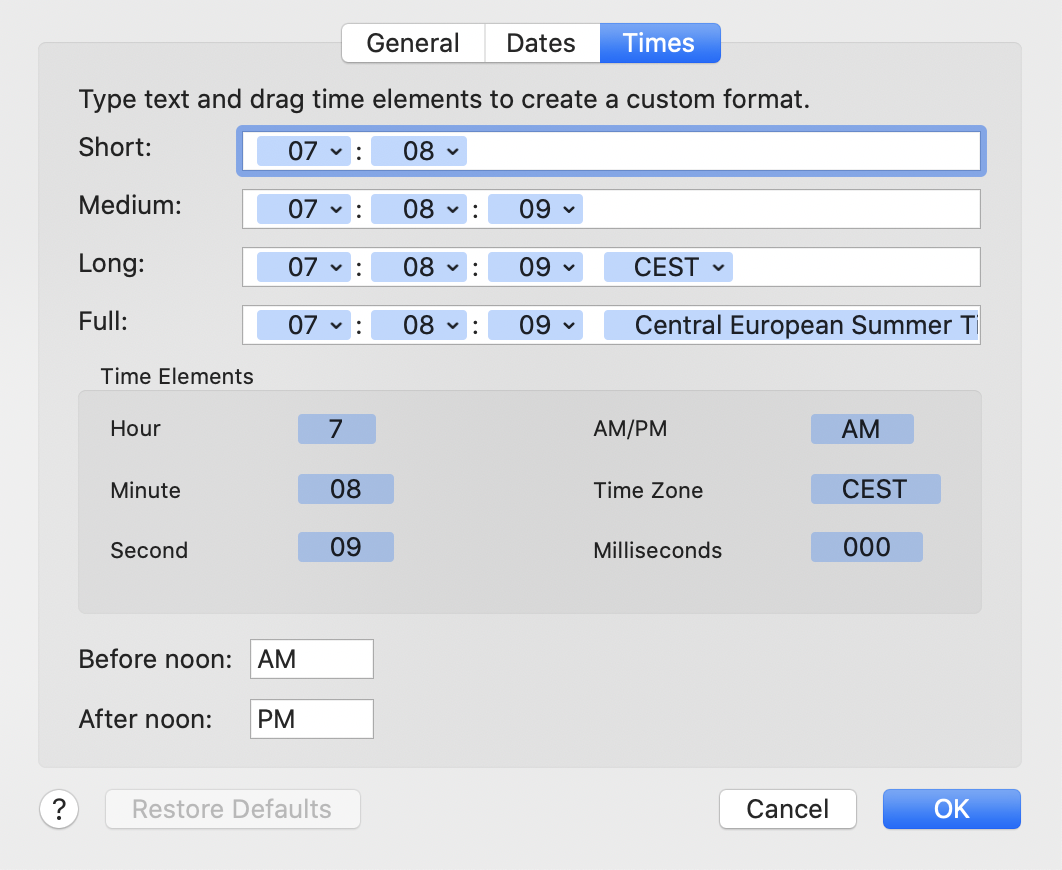 General Dates Times
Type text and drag time elements to create a custom format.
Short: 07 : 08
Medium: 07 : 08 : 09
Long: 07 : 08 : 09 CEST
Full: 07 : 08 : 09 Central European Summer Ti
Time Elements
Hour 7 AM/PM AM
Minute 08 Time Zone CEST
Second 09 Milliseconds 000
Before noon: AM
After noon: PM
? Restore Defaults Cancel OK